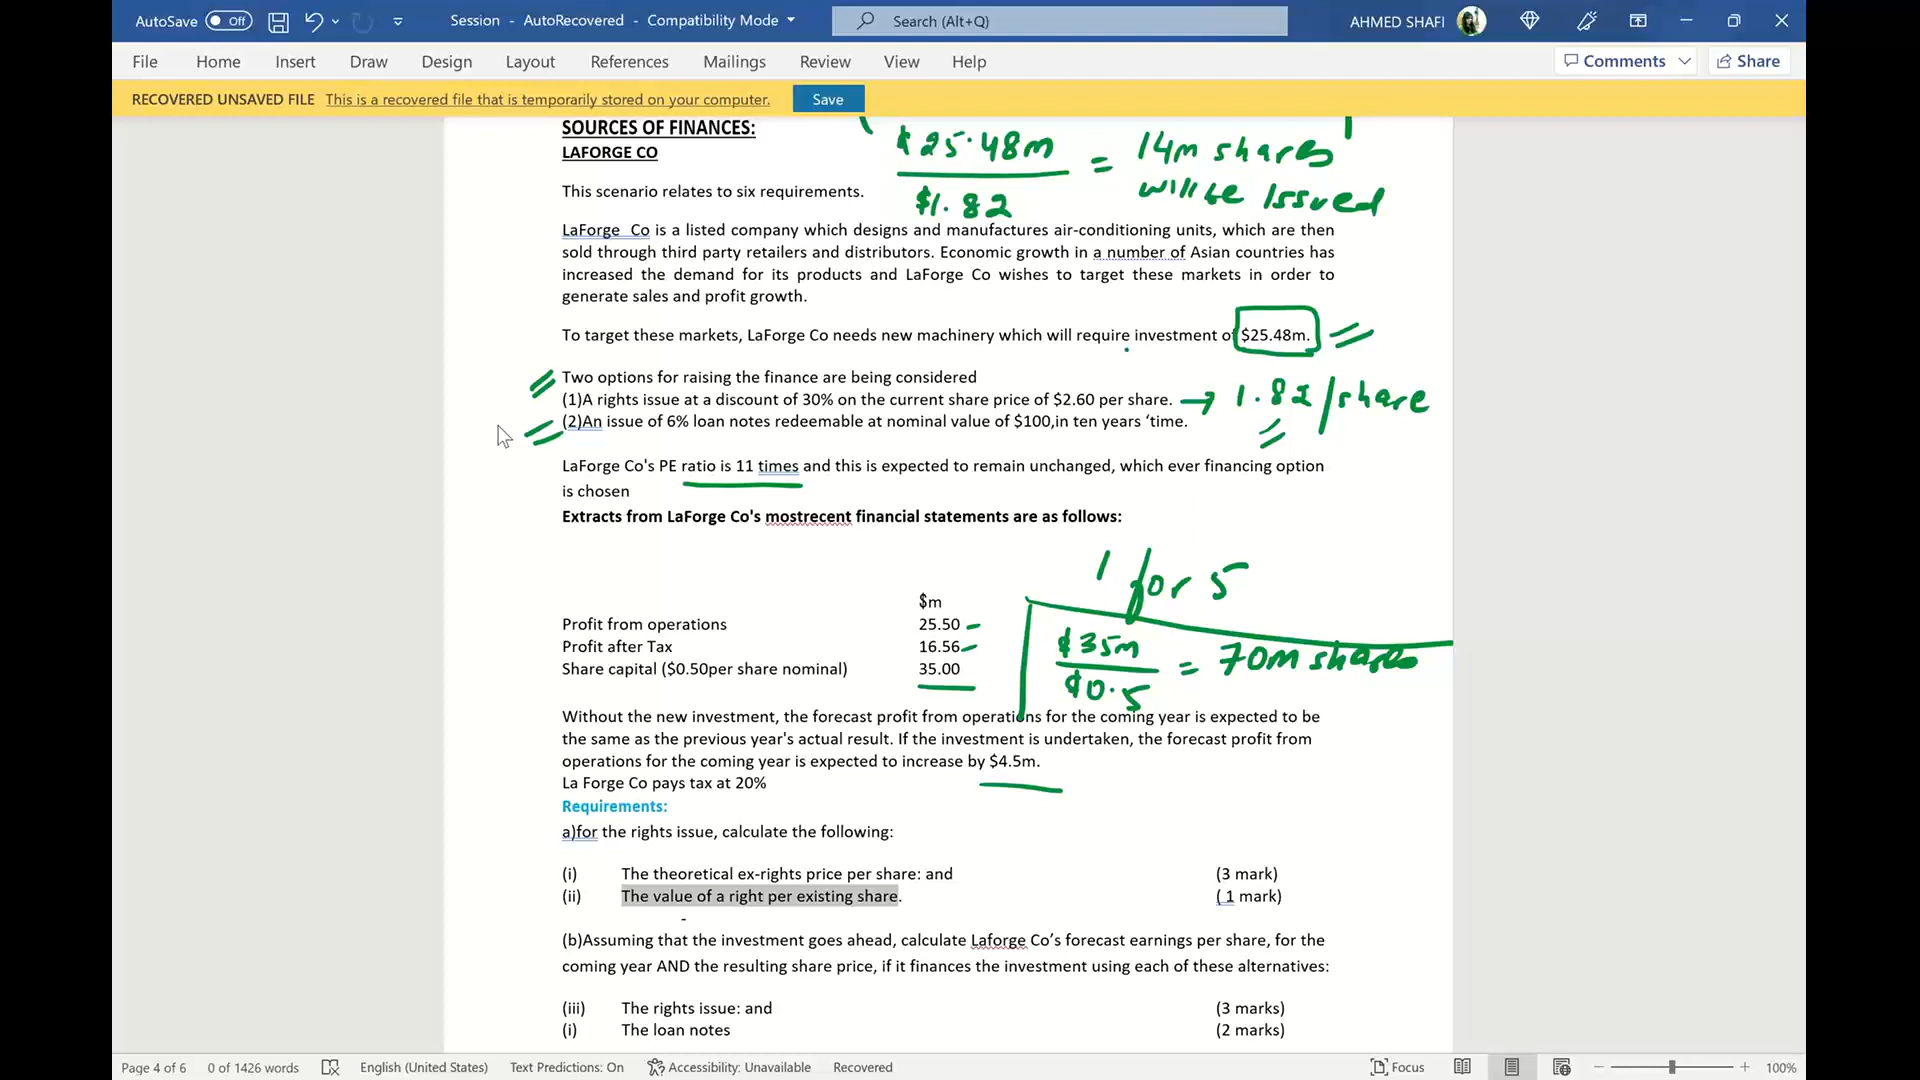 AutoSave Off Session - AutoRecovered - Compatibility Mode Search (Alt+Q) AHMED SHAFI
File Home Insert Draw Design Layout References Mailings Review View Help Comments Share
RECOVERED UNSAVED FILE This is a recovered file that is temporarily stored on your computer. Save
SOURCES OF FINANCES:
LAFORGE CO
$25.48m / $1.82 = 14m shares
will be issued
This scenario relates to six requirements.
LaForge Co is a listed company which designs and manufactures air-conditioning units, which are then
sold through third party retailers and distributors. Economic growth in a number of Asian countries has
increased the demand for its products and LaForge Co wishes to target these markets in order to
generate sales and profit growth.
To target these markets, LaForge Co needs new machinery which will require investment of $25.48m.
Two options for raising the finance are being considered
(1)A rights issue at a discount of 30% on the current share price of $2.60 per share. → 1.82/share
(2)An issue of 6% loan notes redeemable at nominal value of $100,in ten years ‘time.
LaForge Co's PE ratio is 11 times and this is expected to remain unchanged, which ever financing option
is chosen
Extracts from LaForge Co's mostrecent financial statements are as follows:
1 for 5
$m
Profit from operations 25.50
Profit after Tax 16.56
Share capital ($0.50per share nominal) 35.00
$35m / $0.5 = 70m shares
Without the new investment, the forecast profit from operations for the coming year is expected to be
the same as the previous year's actual result. If the investment is undertaken, the forecast profit from
operations for the coming year is expected to increase by $4.5m.
La Forge Co pays tax at 20%
Requirements:
a)for the rights issue, calculate the following:
(i) The theoretical ex-rights price per share: and (3 mark)
(ii) The value of a right per existing share. ( 1 mark)
(b)Assuming that the investment goes ahead, calculate Laforge Co’s forecast earnings per share, for the
coming year AND the resulting share price, if it finances the investment using each of these alternatives:
(iii) The rights issue: and (3 marks)
(i) The loan notes (2 marks)
Page 4 of 6 0 of 1426 words English (United States) Text Predictions: On Accessibility: Unavailable Recovered Focus 100%